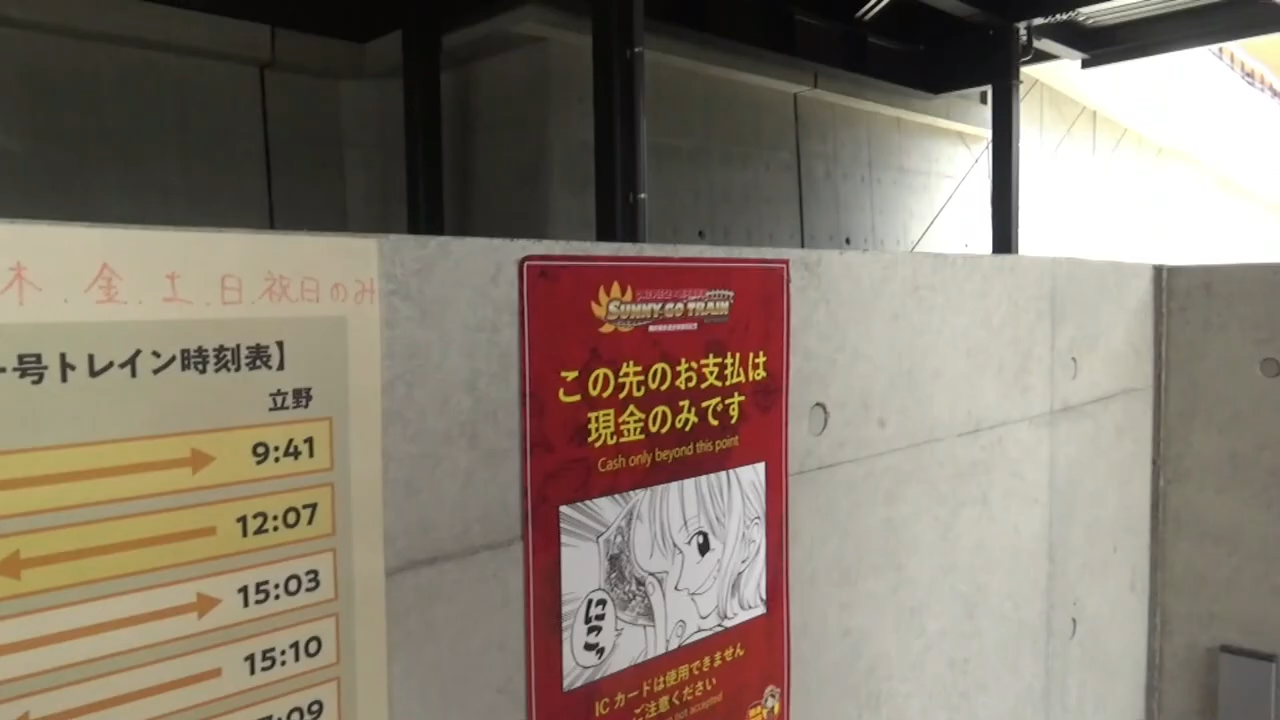 木.金.土.日.祝日のみ
号トレイン時刻表】
立野
9:41
12:07
15:03
15:10
:09
SUNNY-GO TRAIN
この先のお支払は
現金のみです
Cash only beyond this point
にこっ
ICカードは使用できません
ご注意ください
not accepted